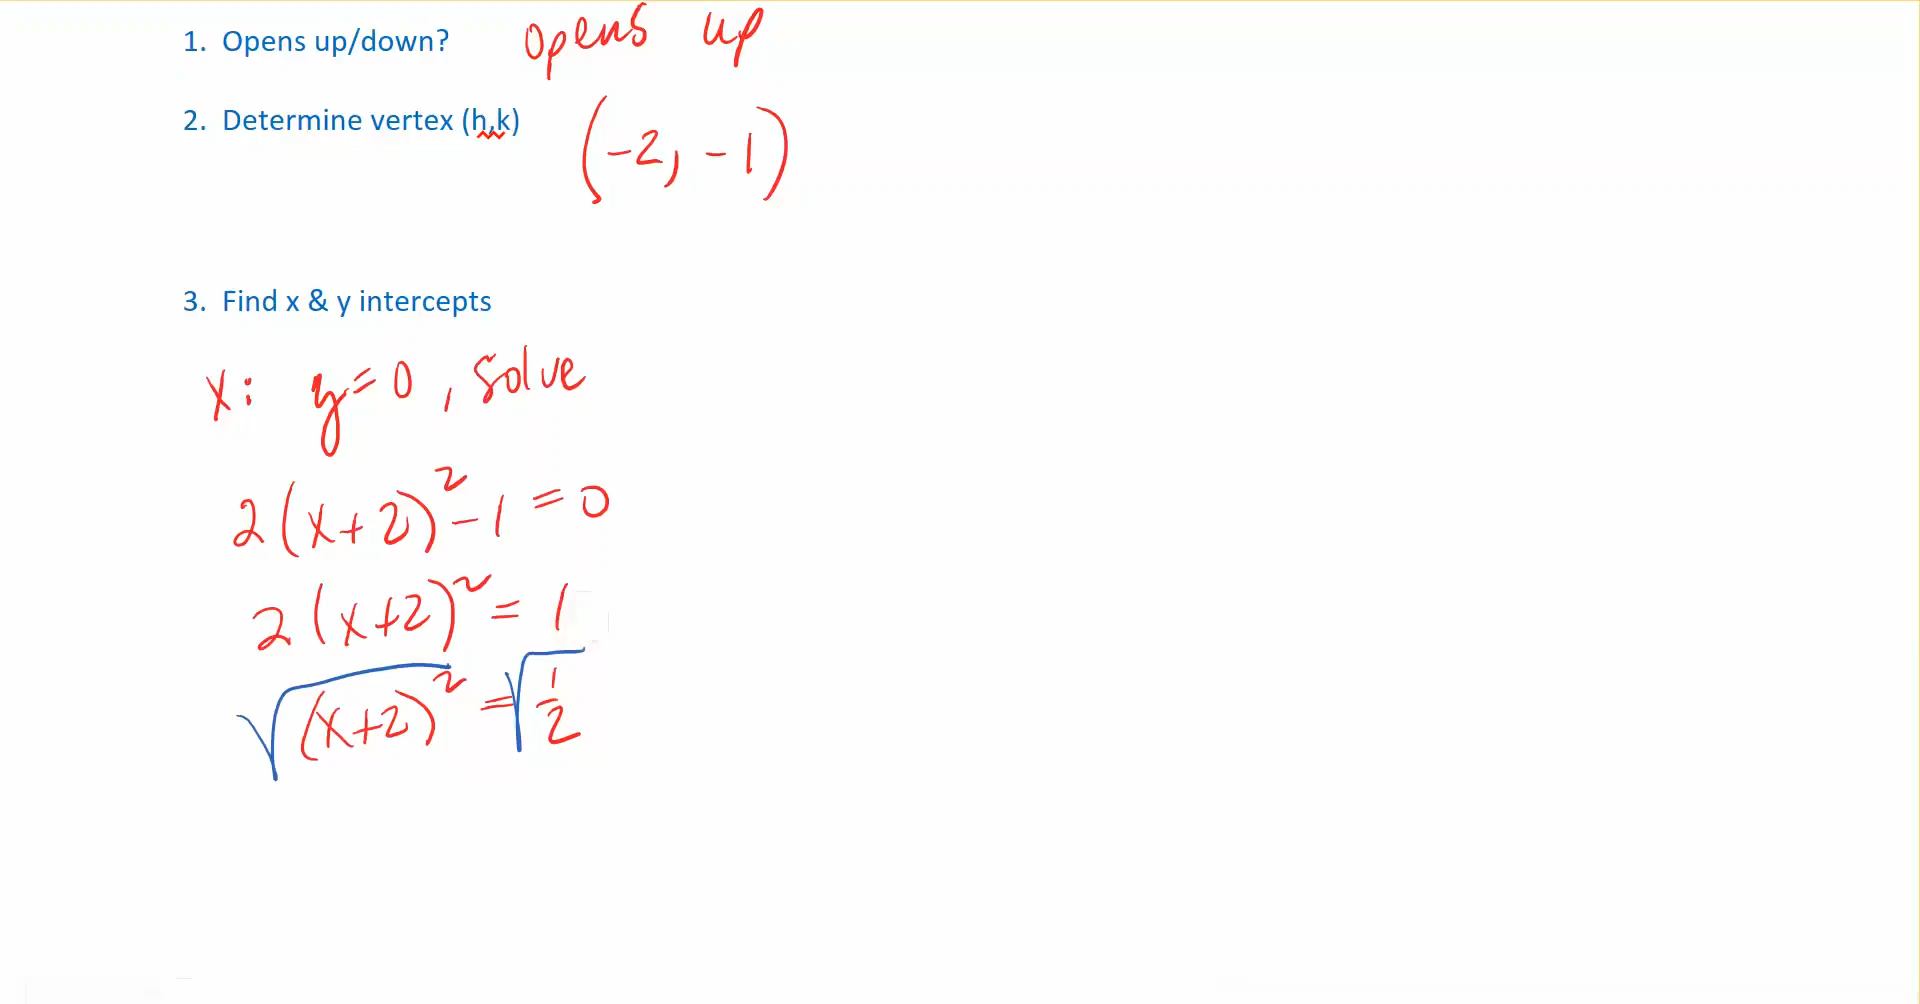 1. Opens up/down? opens up
2. Determine vertex (h,k) (-2, -1)
3. Find x & y intercepts
x: y=0, solve
2(x+2)² - 1 = 0
2(x+2)² = 1
√(x+2)² = √1/2